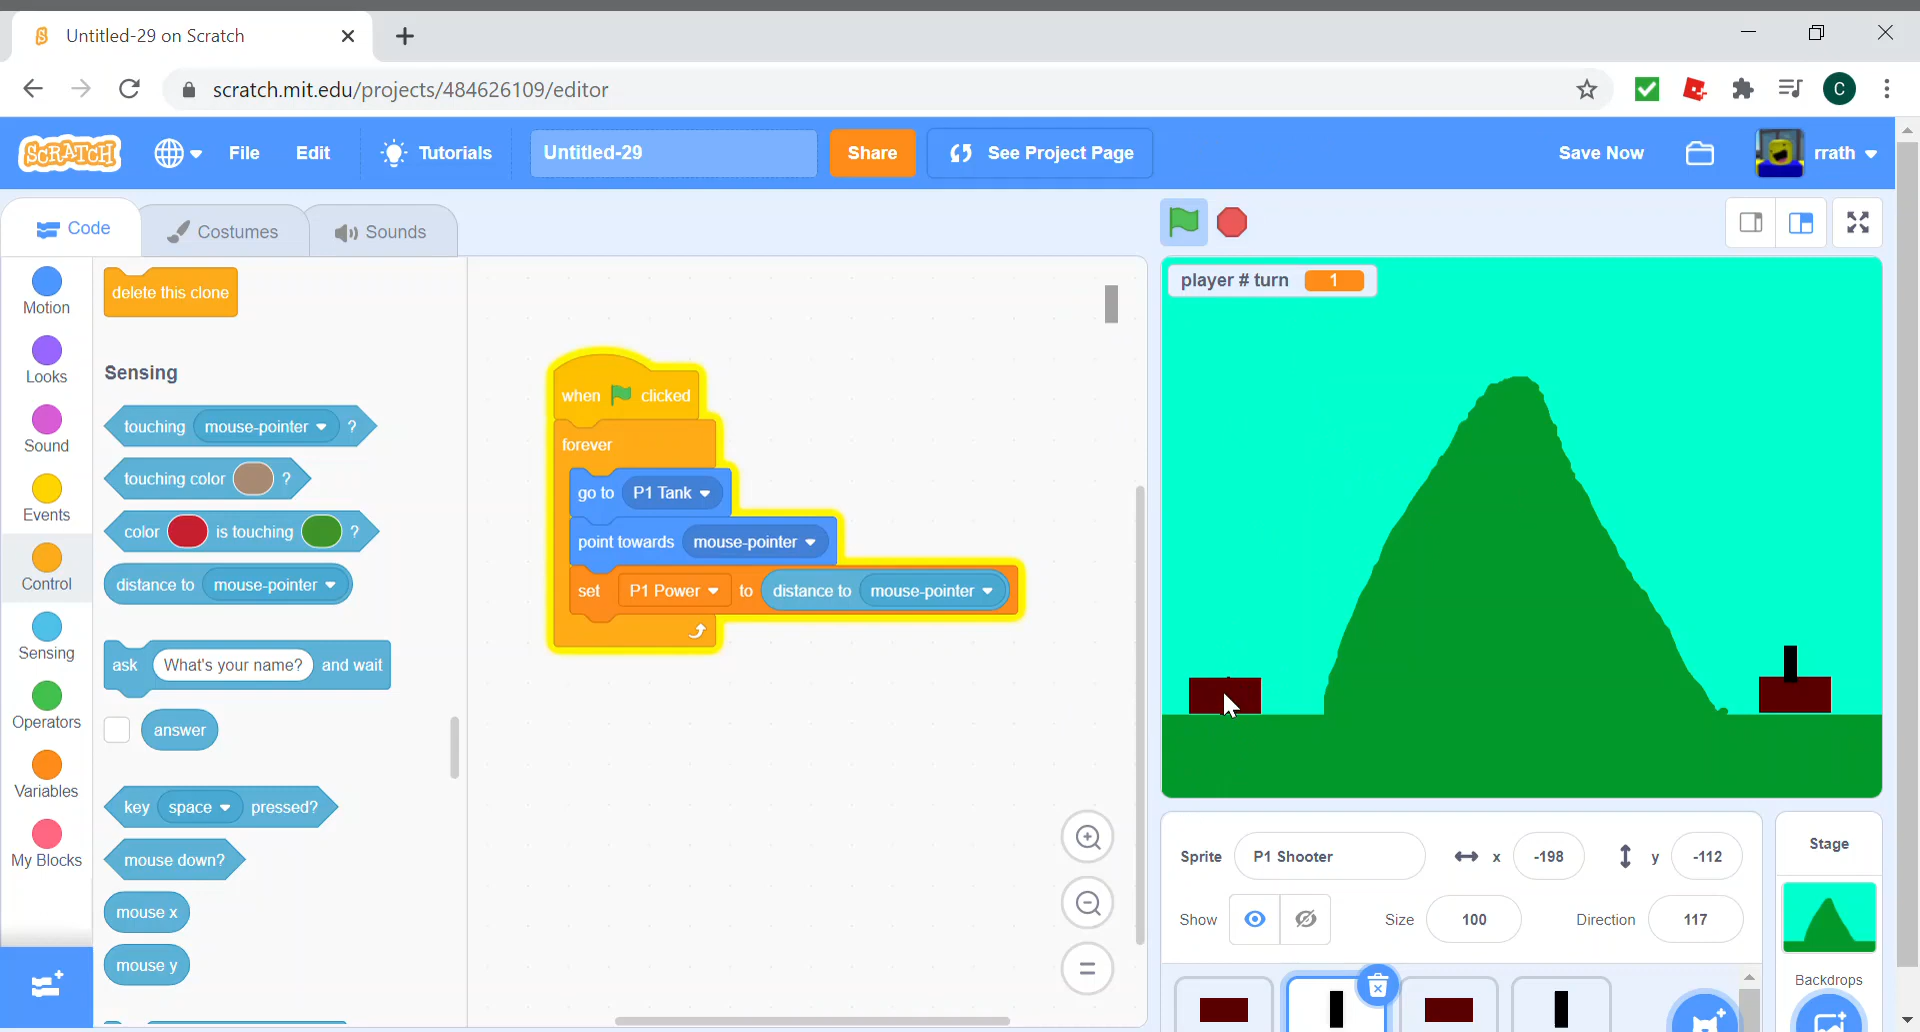 Untitled-29 on Scratch
scratch.mit.edu/projects/484626109/editor
C
SCRATCH
File
Edit
Tutorials
Untitled-29
Share
See Project Page
Save Now
rrath
Code
Costumes
Sounds
Motion
Looks
Sound
Events
Control
Sensing
Operators
Variables
My Blocks
delete this clone
Sensing
touching mouse-pointer ?
touching color ?
color is touching ?
distance to mouse-pointer
ask What's your name? and wait
answer
key space pressed?
mouse down?
mouse x
mouse y
when clicked
forever
go to P1 Tank
point towards mouse-pointer
set P1 Power to distance to mouse-pointer
player # turn 1
Sprite P1 Shooter x -198 y -112
Show Size 100 Direction 117
Stage
Backdrops